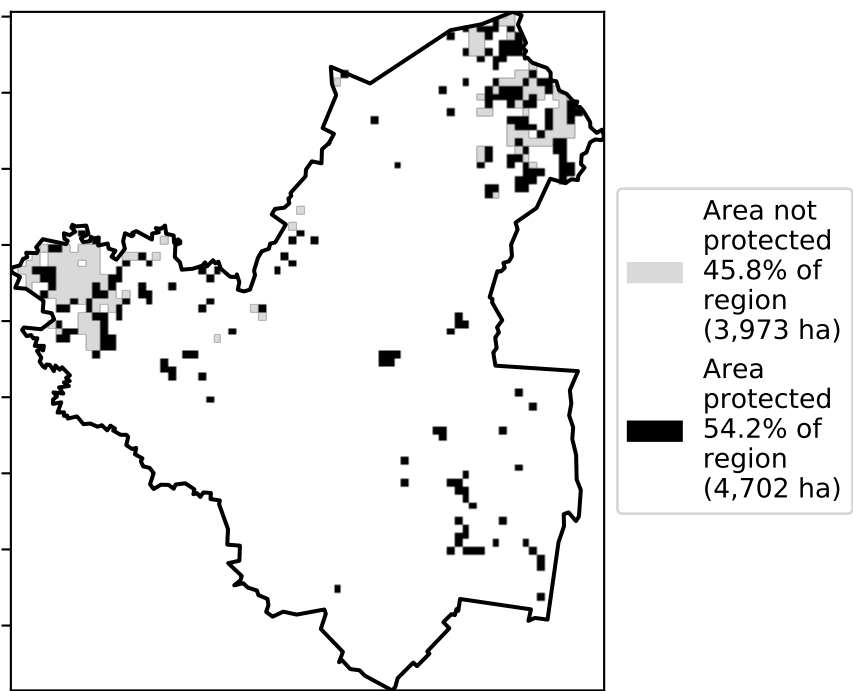 Area not
protected
45.8% of
region
(3,973 ha)
Area
protected
54.2% of
region
(4,702 ha)